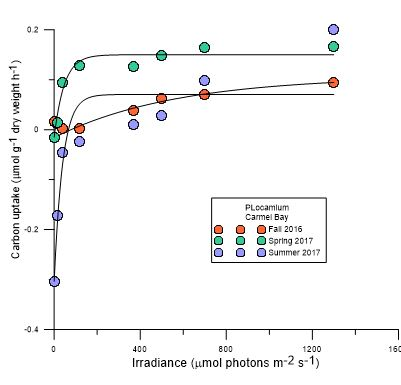 0.2
0
-0.2
-0.4
Carbon uptake (µmol g-1 dry weight h-1)
PLocamium
Carmel Bay
Fall 2016
Spring 2017
Summer 2017
0 400 800 1200 1600
Irradiance (µmol photons m-2 s-1)